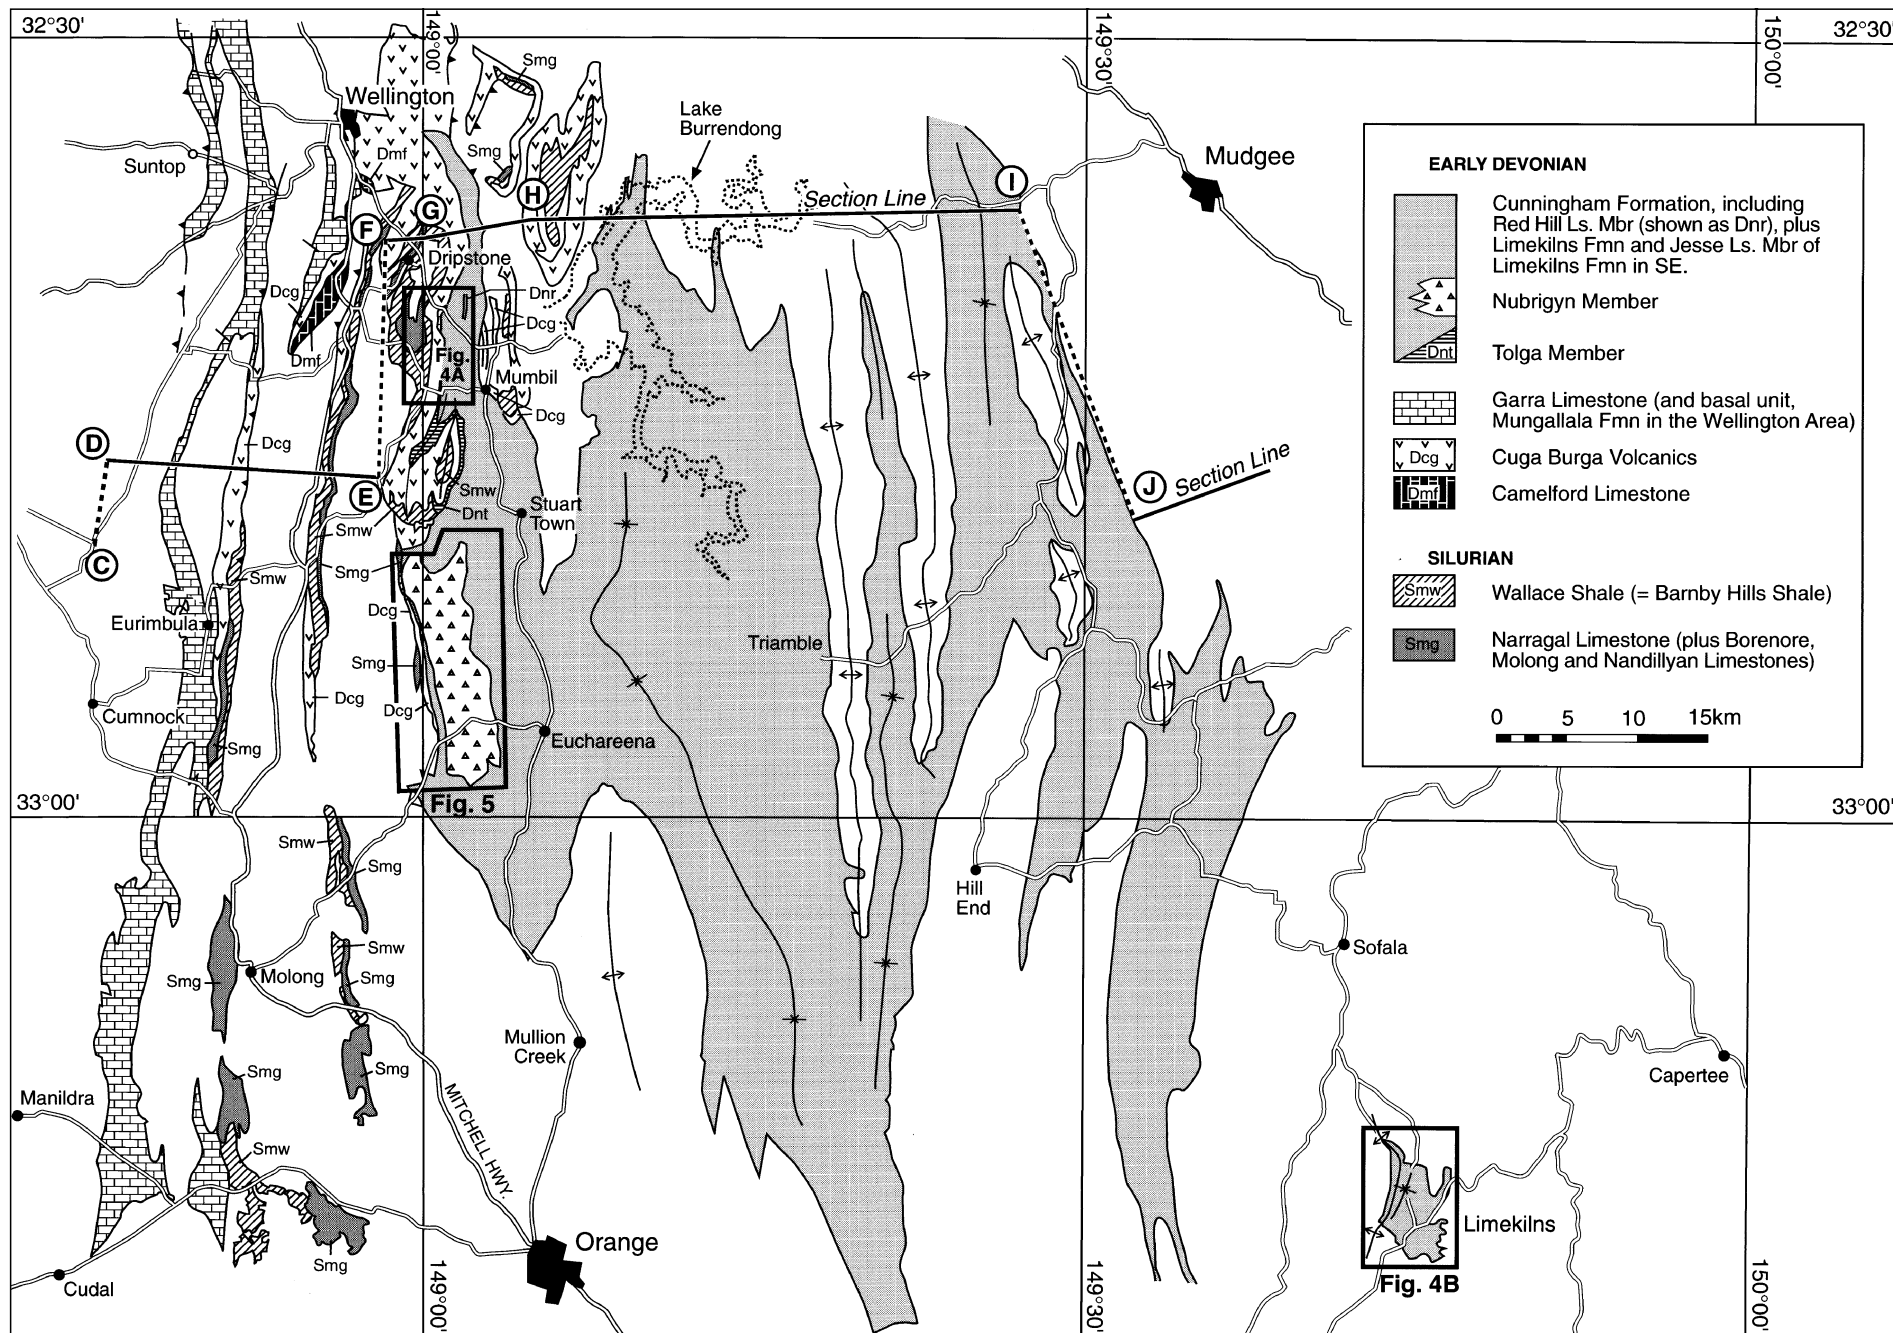 32°30'
149°00'
149°30'
150°00'
32°30'
Smg
Wellington
Lake
Burrendong
Mudgee
Suntop
Dmf
Smg
H
I
Section Line
G
F
Dripstone
Dcg
Dnr
Dcg
Dmf
Fig.
4A
Mumbil
Dcg
D
Dcg
E
Smw
Dnt
Stuart
Town
J
Section Line
Smw
C
Smg
Smw
Dcg
Eurimbula
Triamble
Smg
Dcg
Dcg
Cumnock
Smg
Euchareena
33°00'
Fig. 5
33°00'
Smw
Smg
Hill
End
Smw
Sofala
Smg
Molong
Smg
Mullion
Creek
Smg
Smg
Capertee
Manildra
MITCHELL HWY.
Smw
Limekilns
Orange
Smg
Cudal
Fig. 4B
149°00'
149°30'
150°00'
EARLY DEVONIAN
Cunningham Formation, including
Red Hill Ls. Mbr (shown as Dnr), plus
Limekilns Fmn and Jesse Ls. Mbr of
Limekilns Fmn in SE.
Nubrigyn Member
Dnt
Tolga Member
Garra Limestone (and basal unit,
Mungallala Fmn in the Wellington Area)
Dcg
Cuga Burga Volcanics
Dmf
Camelford Limestone
SILURIAN
Smw
Wallace Shale (= Barnby Hills Shale)
Smg
Narragal Limestone (plus Borenore,
Molong and Nandillyan Limestones)
0 5 10 15km